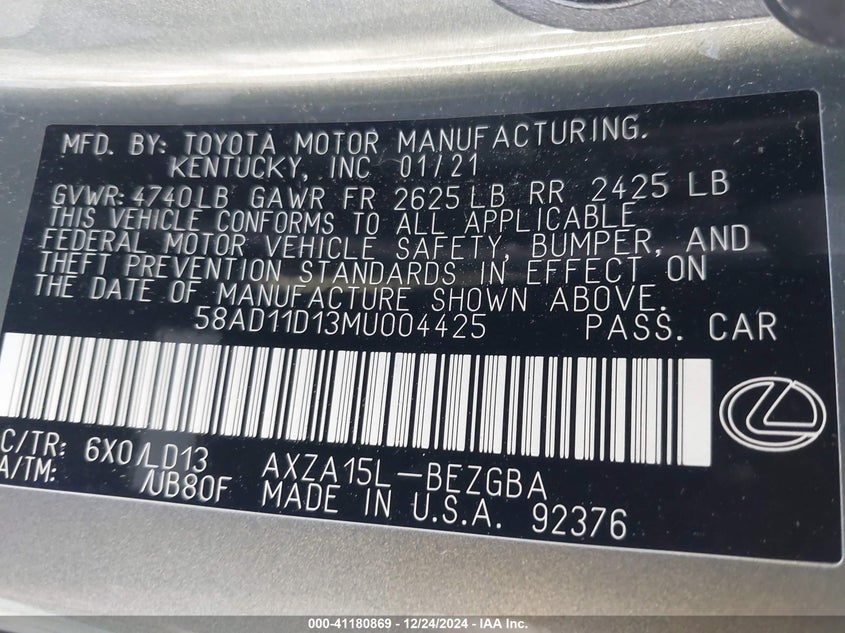 MFD. BY: TOYOTA MOTOR MANUFACTURING.
KENTUCKY, INC 01/21
GVWR: 4740LB GAWR FR 2625LB RR 2425 LB
THIS VEHICLE CONFORMS TO ALL APPLICABLE
FEDERAL MOTOR VEHICLE SAFETY, BUMPER, AND
THEFT PREVENTION STANDARDS IN EFFECT ON
THE DATE OF MANUFACTURE SHOWN ABOVE.
58AD11D13MU004425 PASS. CAR
C/TR: 6X0/LD13 AXZA15L-BEZGBA
A/TM: /UB80F MADE IN U.S.A. 92376
000-41180869 - 12/24/2024 - IAA Inc.